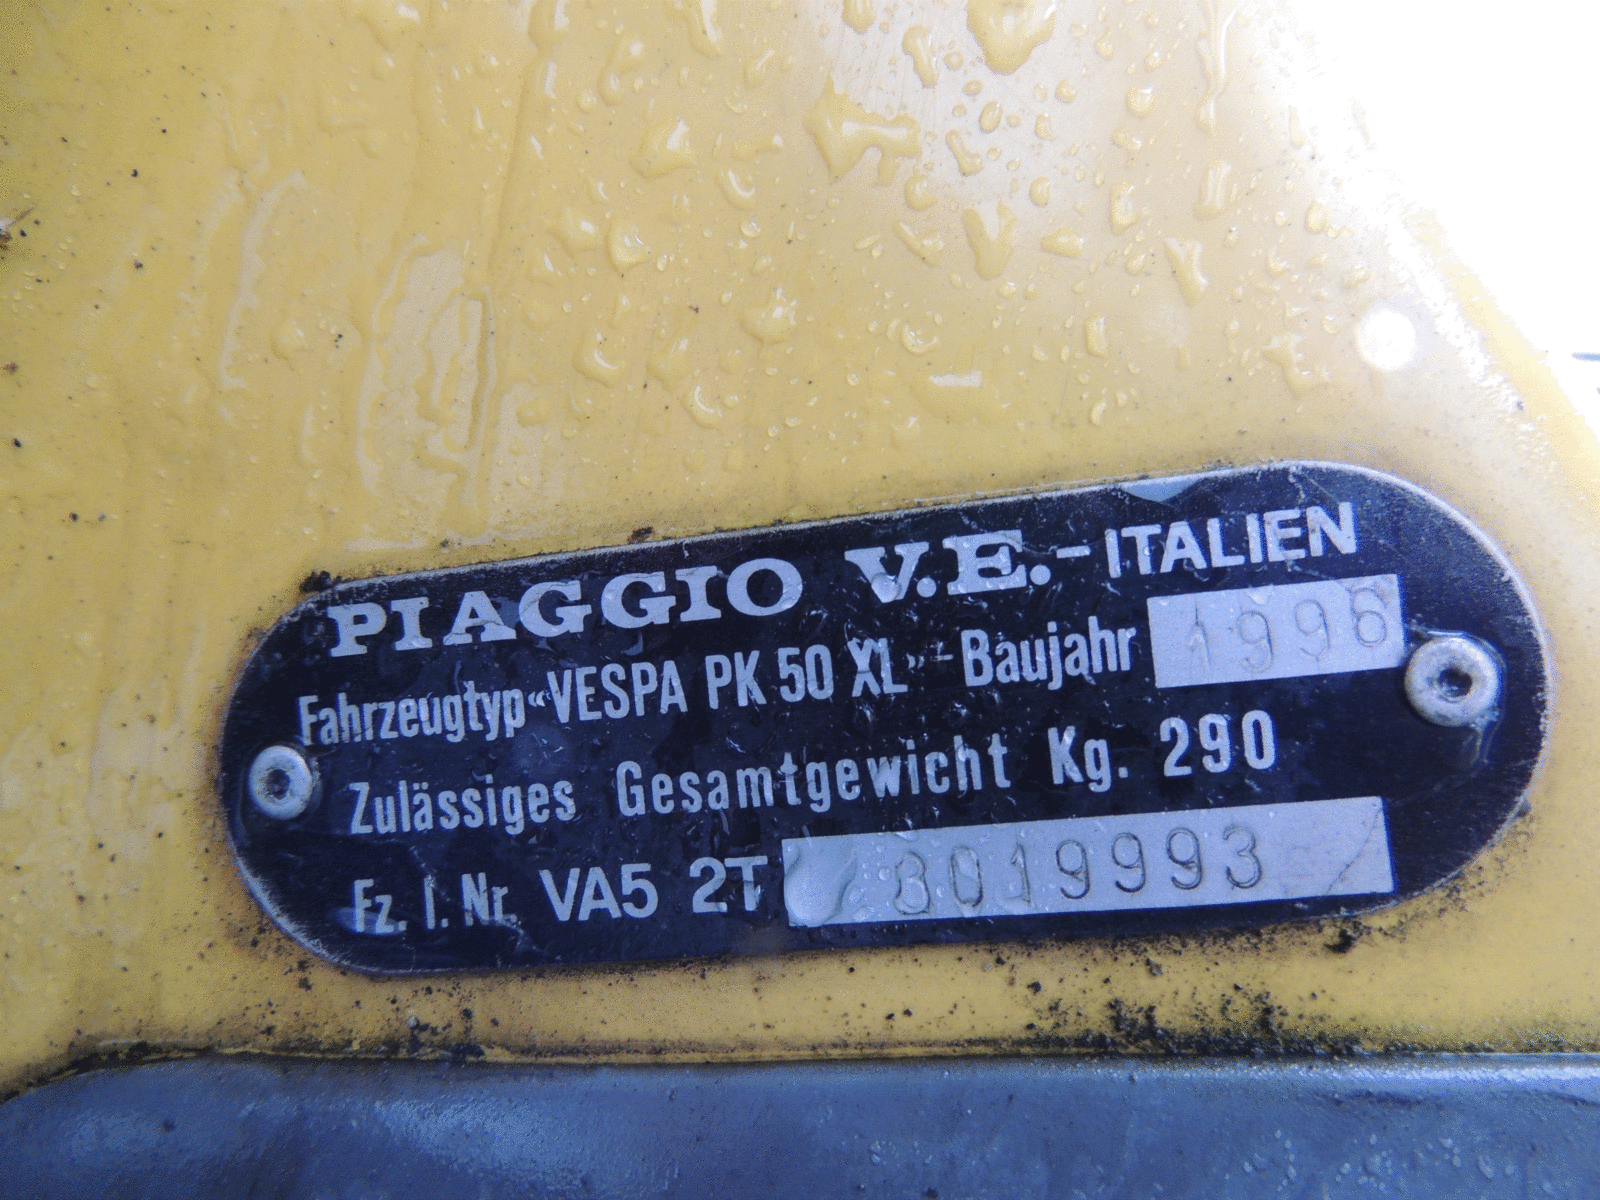 PIAGGIO V.E. - ITALIEN
Fahrzeugtyp «VESPA PK 50 XL» - Baujahr 1996
Zulässiges Gesamtgewicht Kg. 290
Fz. I. Nr. VA5 2T 3019993